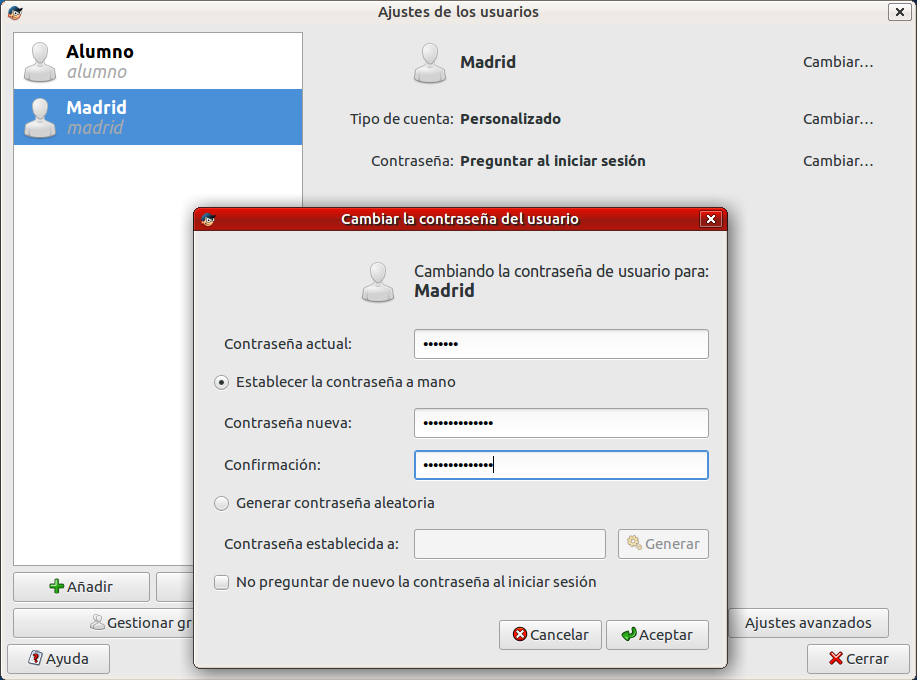 Ajustes de los usuarios
Alumno
alumno
Madrid
madrid
Madrid
Cambiar...
Tipo de cuenta: Personalizado
Cambiar...
Contraseña: Preguntar al iniciar sesión
Cambiar...
Cambiar la contraseña del usuario
Cambiando la contraseña de usuario para:
Madrid
Contraseña actual: •••••••
Establecer la contraseña a mano
Contraseña nueva: ••••••••••••••
Confirmación: ••••••••••••••
Generar contraseña aleatoria
Contraseña establecida a:
Generar
No preguntar de nuevo la contraseña al iniciar sesión
Cancelar
Aceptar
Añadir
Gestionar gr
Ajustes avanzados
Ayuda
Cerrar